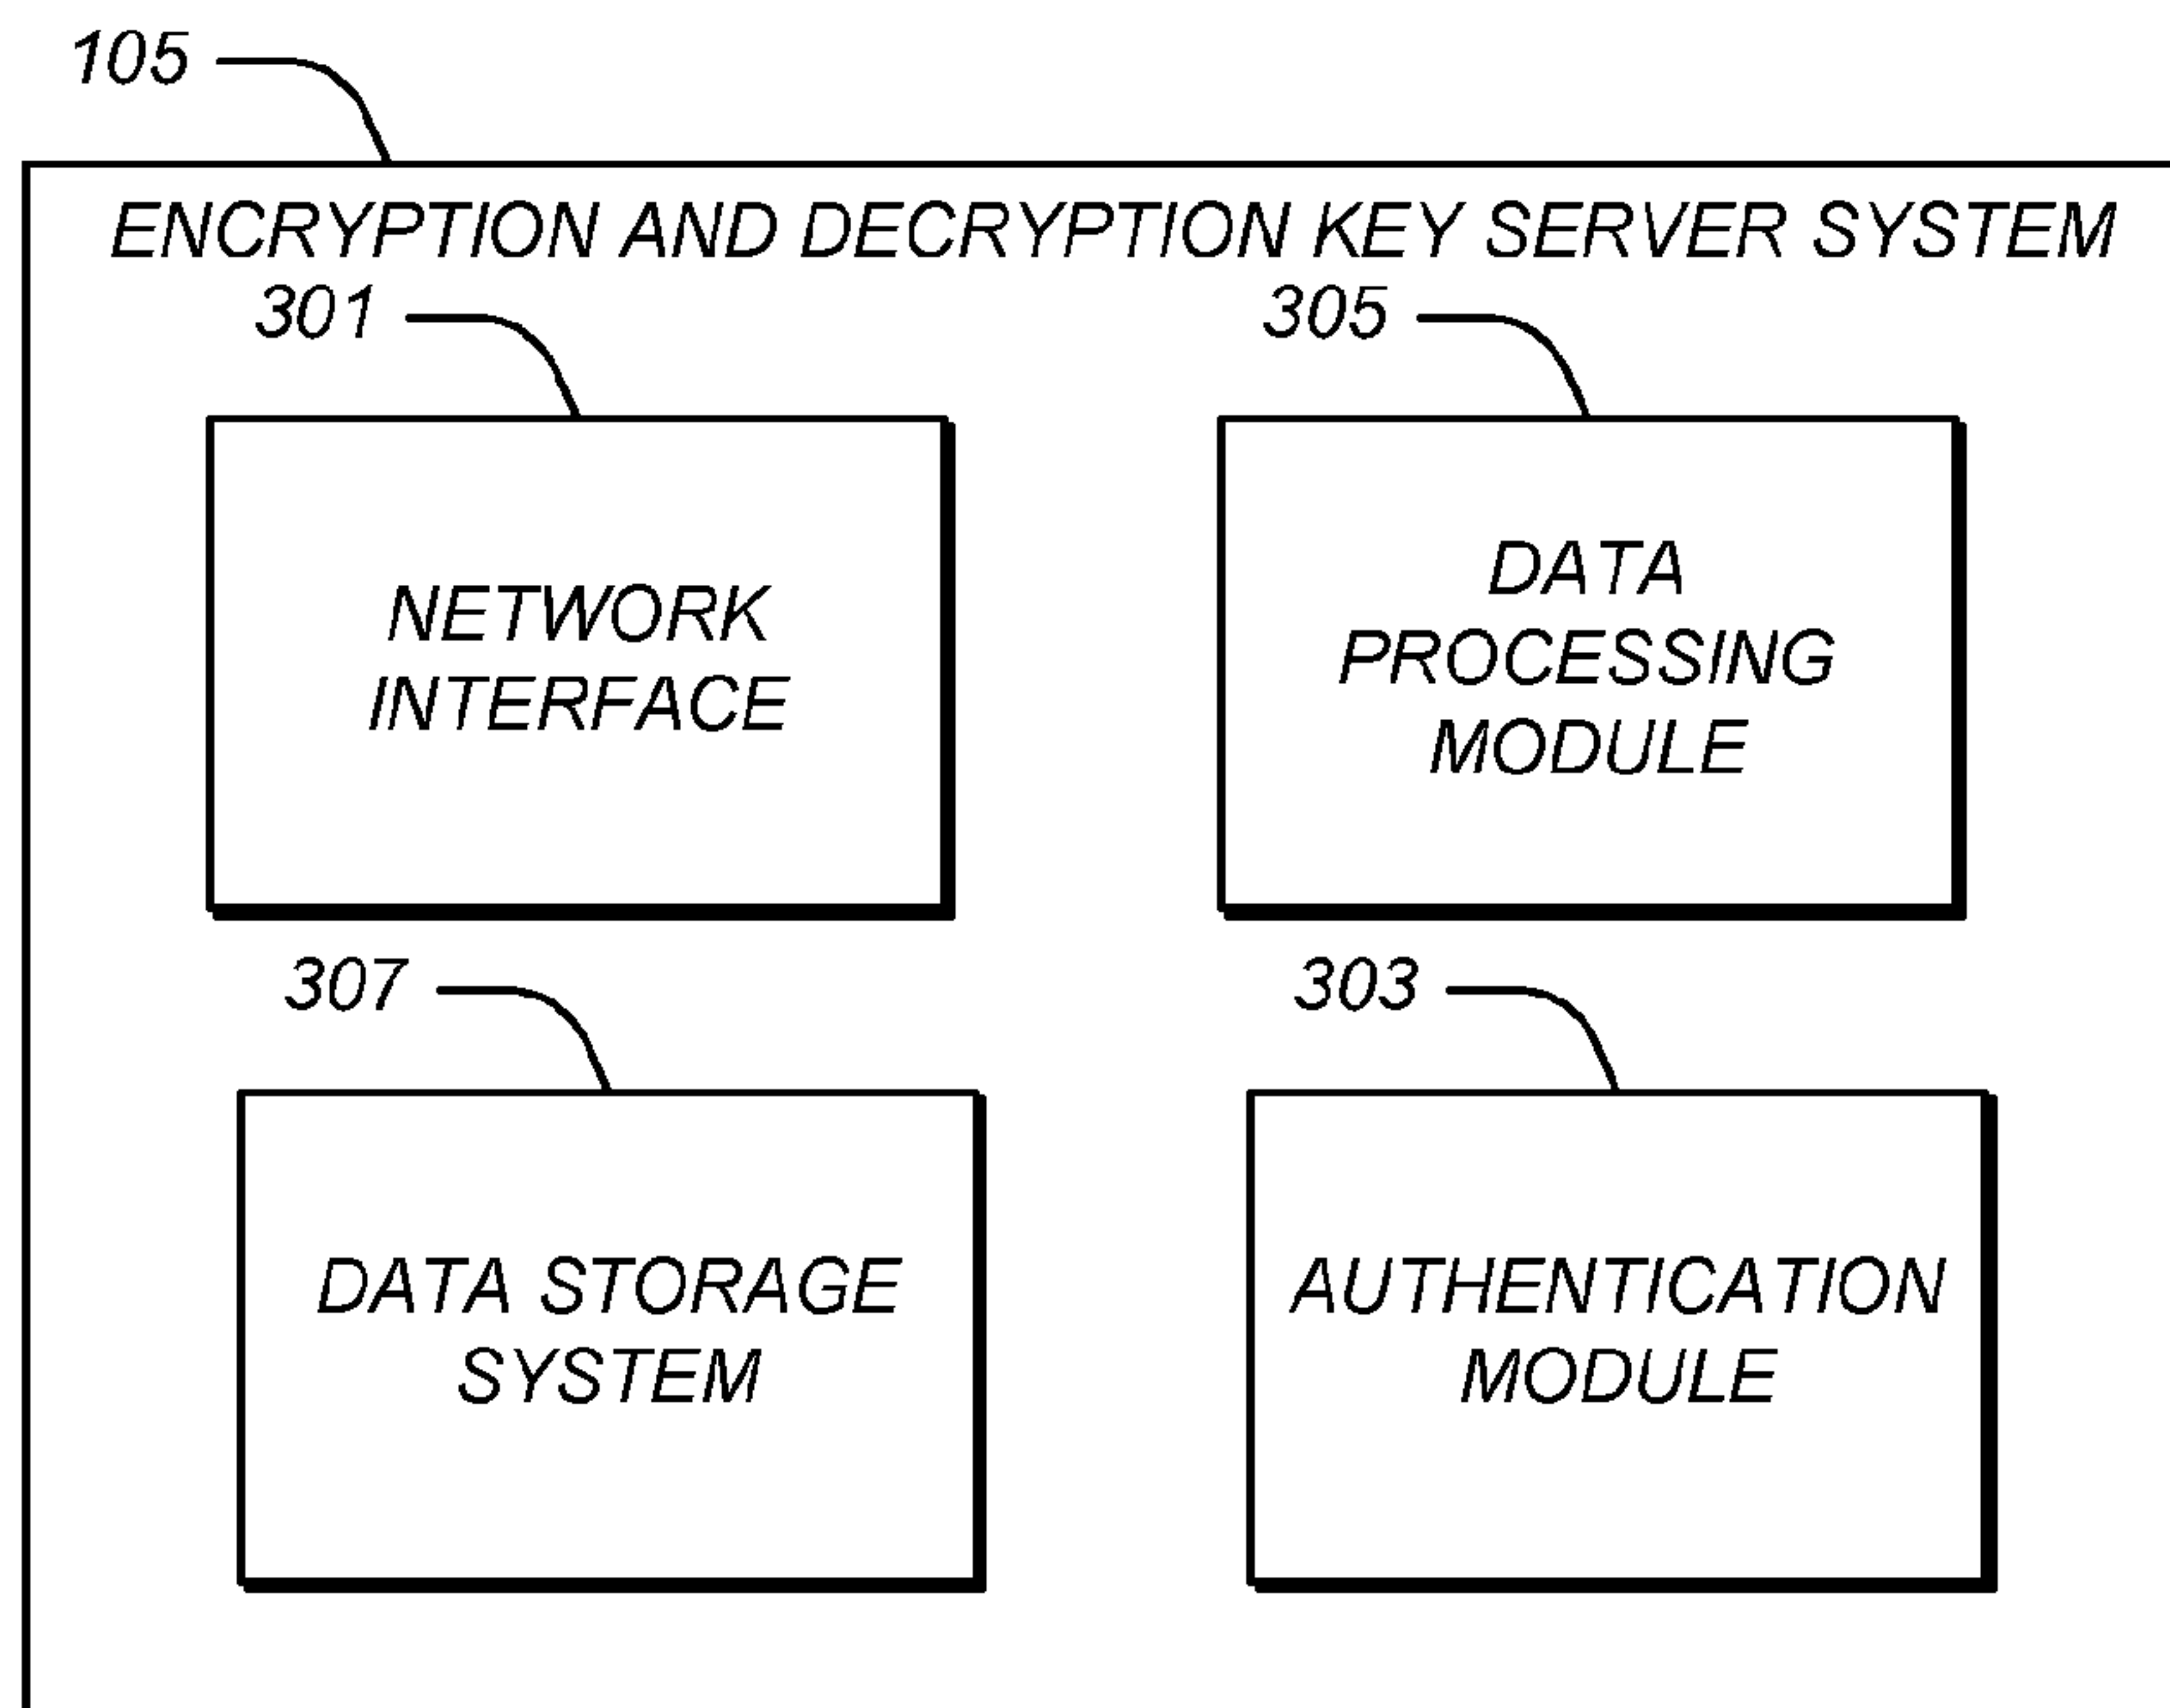 105
ENCRYPTION AND DECRYPTION KEY SERVER SYSTEM
301
305
NETWORK
INTERFACE
DATA
PROCESSING
MODULE
307
303
DATA STORAGE
SYSTEM
AUTHENTICATION
MODULE